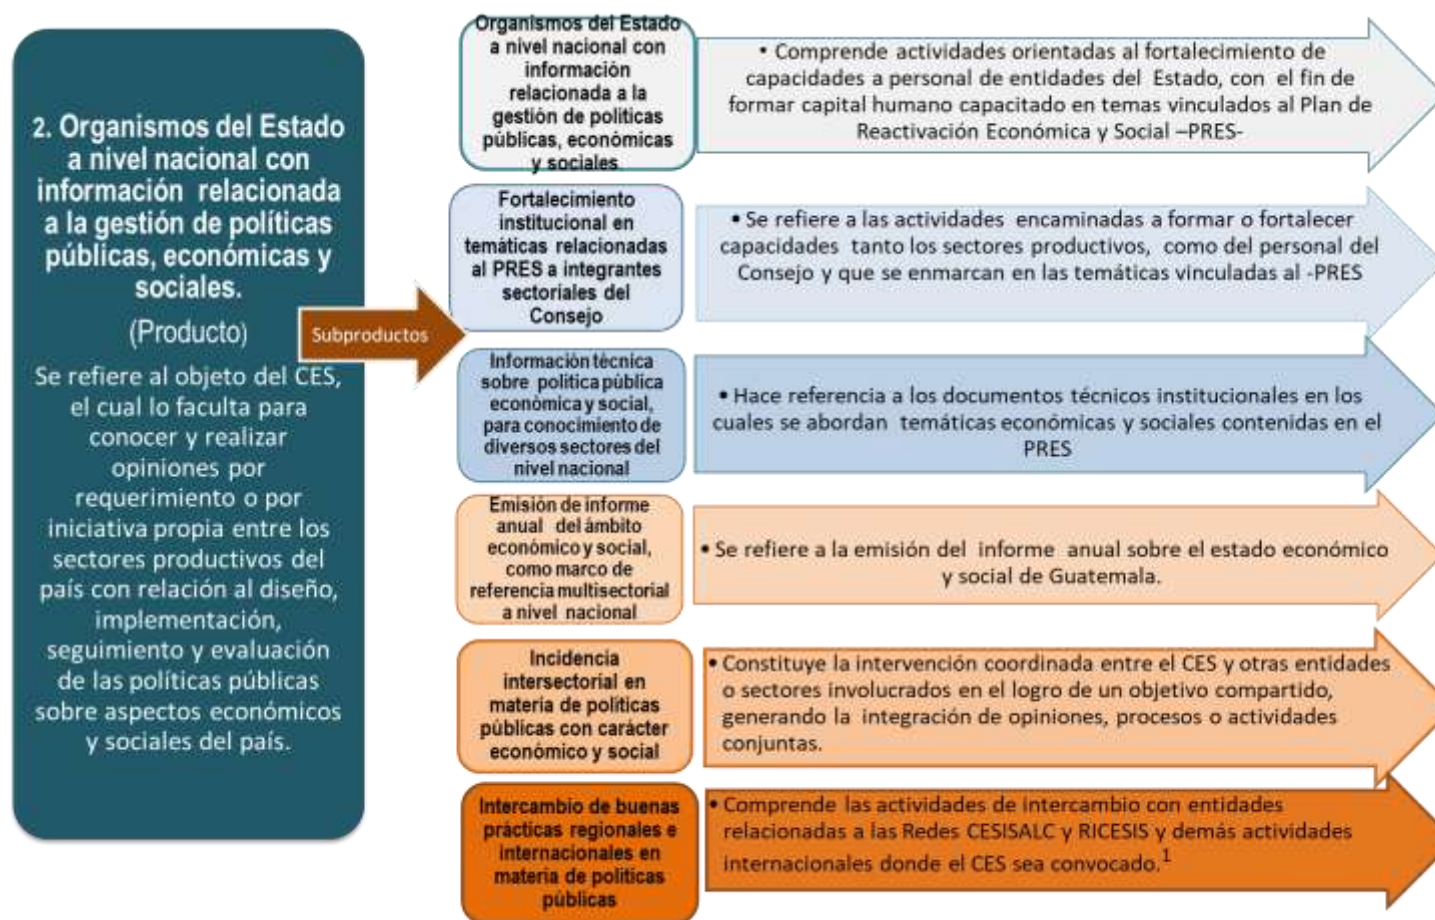 2. Organismos del Estado
a nivel nacional con
información relacionada
a la gestión de políticas
públicas, económicas y
sociales.
(Producto)
Se refiere al objeto del CES,
el cual lo faculta para
conocer y realizar
opiniones por
requerimiento o por
iniciativa propia entre los
sectores productivos del
país con relación al diseño,
implementación,
seguimiento y evaluación
de las políticas públicas
sobre aspectos económicos
y sociales del país.
Subproductos
Organismos del Estado
a nivel nacional con
información
relacionada a la
gestión de políticas
públicas, económicas
y sociales.
• Comprende actividades orientadas al fortalecimiento de
capacidades a personal de entidades del Estado, con el fin de
formar capital humano capacitado en temas vinculados al Plan de
Reactivación Económica y Social –PRES-
Fortalecimiento
institucional en
temáticas relacionadas
al PRES a integrantes
sectoriales del
Consejo
• Se refiere a las actividades encaminadas a formar o fortalecer
capacidades tanto los sectores productivos, como del personal del
Consejo y que se enmarcan en las temáticas vinculadas al -PRES
Información técnica
sobre política pública
económica y social,
para conocimiento de
diversos sectores del
nivel nacional
• Hace referencia a los documentos técnicos institucionales en los
cuales se abordan temáticas económicas y sociales contenidas en el
PRES
Emisión de informe
anual del ámbito
económico y social,
como marco de
referencia multisectorial
a nivel nacional
• Se refiere a la emisión del informe anual sobre el estado económico
y social de Guatemala.
Incidencia
intersectorial en
materia de políticas
públicas con carácter
económico y social
• Constituye la intervención coordinada entre el CES y otras entidades
o sectores involucrados en el logro de un objetivo compartido,
generando la integración de opiniones, procesos o actividades
conjuntas.
Intercambio de buenas
prácticas regionales e
internacionales en
materia de políticas
públicas
• Comprende las actividades de intercambio con entidades
relacionadas a las Redes CESISALC y RICESIS y demás actividades
internacionales donde el CES sea convocado.1